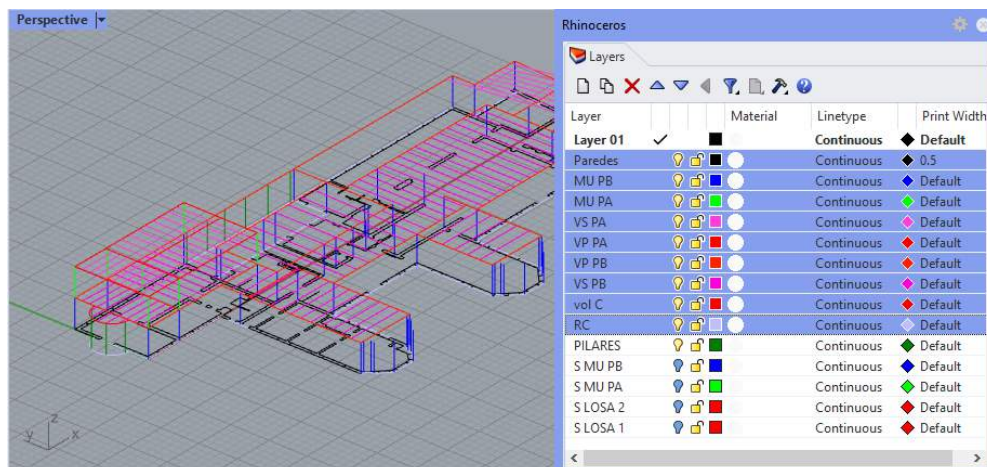 Perspective
Rhinoceros
Layers
Layer Material Linetype Print Width
Layer 01 Continuous Default
Paredes Continuous 0.5
MU PB Continuous Default
MU PA Continuous Default
VS PA Continuous Default
VP PA Continuous Default
VP PB Continuous Default
VS PB Continuous Default
vol C Continuous Default
RC Continuous Default
PILARES Continuous Default
S MU PB Continuous Default
S MU PA Continuous Default
S LOSA 2 Continuous Default
S LOSA 1 Continuous Default
z
y x